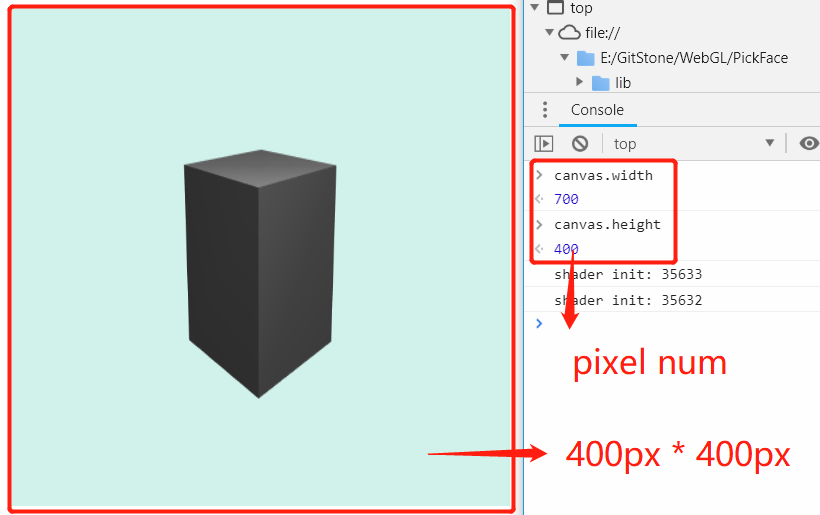 top
file://
E:/GitStone/WebGL/PickFace
lib
Console
top
canvas.width
700
canvas.height
400
shader init: 35633
shader init: 35632
pixel num
400px * 400px